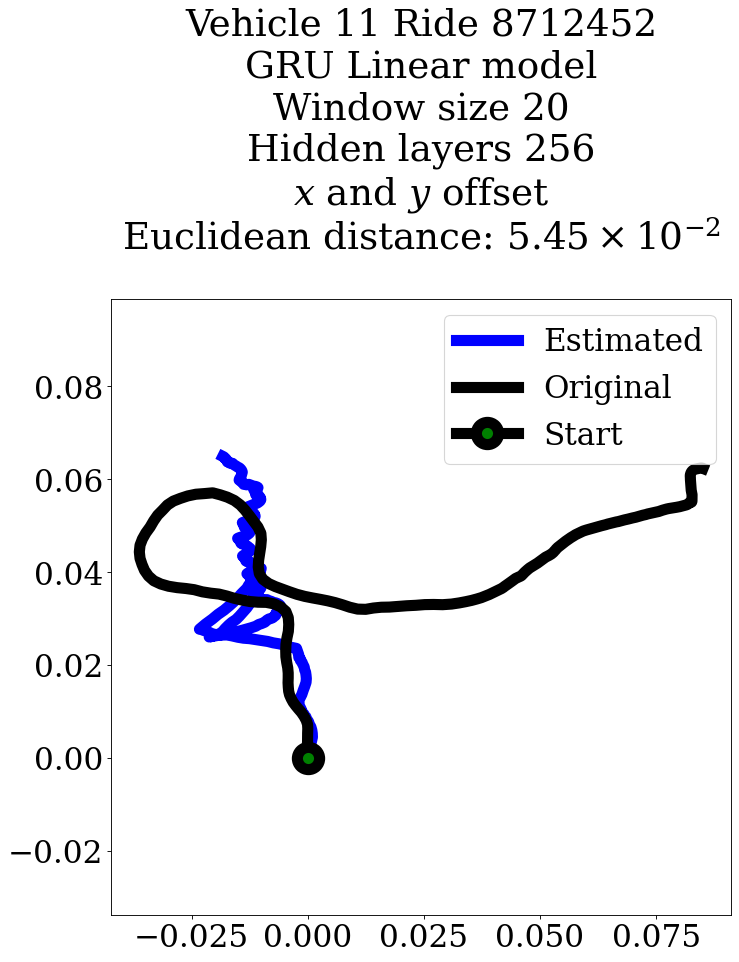 Vehicle 11 Ride 8712452
GRU Linear model
Window size 20
Hidden layers 256
x and y offset
Euclidean distance: 5.45 × 10⁻²
Estimated
Original
Start
0.08
0.06
0.04
0.02
0.00
−0.02
−0.025 0.000 0.025 0.050 0.075